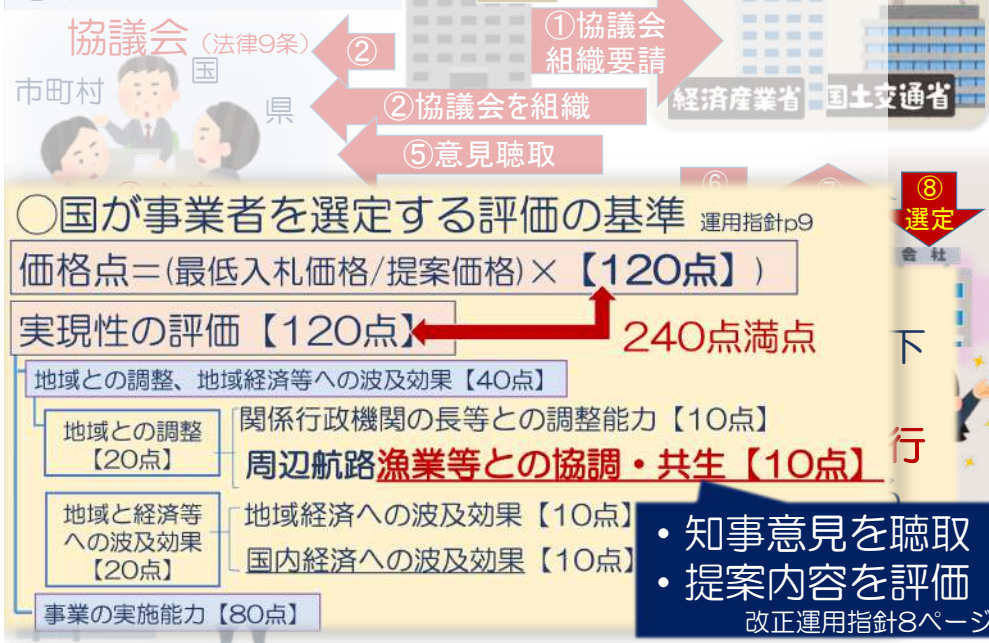 協議会（法律9条）
②
①協議会
組織要請
国
市町村
県
②協議会を組織
経済産業省
国土交通省
⑤意見聴取
⑥
⑦
⑧
選定
会社
○国が事業者を選定する評価の基準 運用指針p9
価格点=(最低入札価格/提案価格)×【120点】)
実現性の評価【120点】
240点満点
下
地域との調整、地域経済等への波及効果【40点】
地域との調整
【20点】
関係行政機関の長等との調整能力【10点】
周辺航路漁業等との協調・共生【10点】
行
地域と経済等
への波及効果
【20点】
地域経済への波及効果【10点】
国内経済への波及効果【10点】
・知事意見を聴取
・提案内容を評価
改正運用指針8ページ
事業の実施能力【80点】